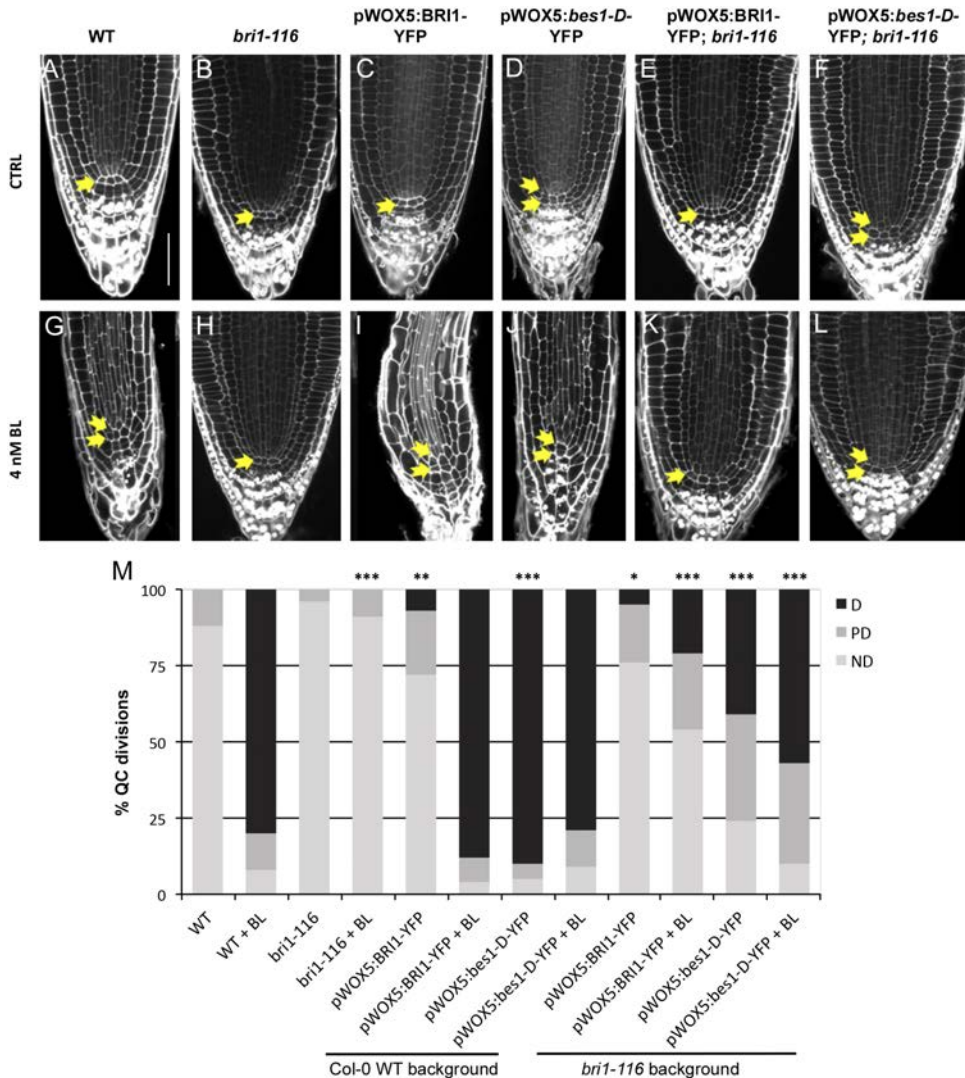 WT
bri1-116
pWOX5:BRI1-
YFP
pWOX5:bes1-D-
YFP
pWOX5:BRI1-
YFP; bri1-116
pWOX5:bes1-D-
YFP; bri1-116
CTRL
A
B
C
D
E
F
4 nM BL
G
H
I
J
K
L
M
*** ** *** * *** *** ***
% QC divisions
100
75
50
25
0
D
PD
ND
WT
WT + BL
bri1-116
bri1-116 + BL
pWOX5:BRI1-YFP
pWOX5:BRI1-YFP + BL
pWOX5:bes1-D-YFP
pWOX5:bes1-D-YFP + BL
pWOX5:BRI1-YFP
pWOX5:BRI1-YFP + BL
pWOX5:bes1-D-YFP
pWOX5:bes1-D-YFP + BL
Col-0 WT background
bri1-116 background